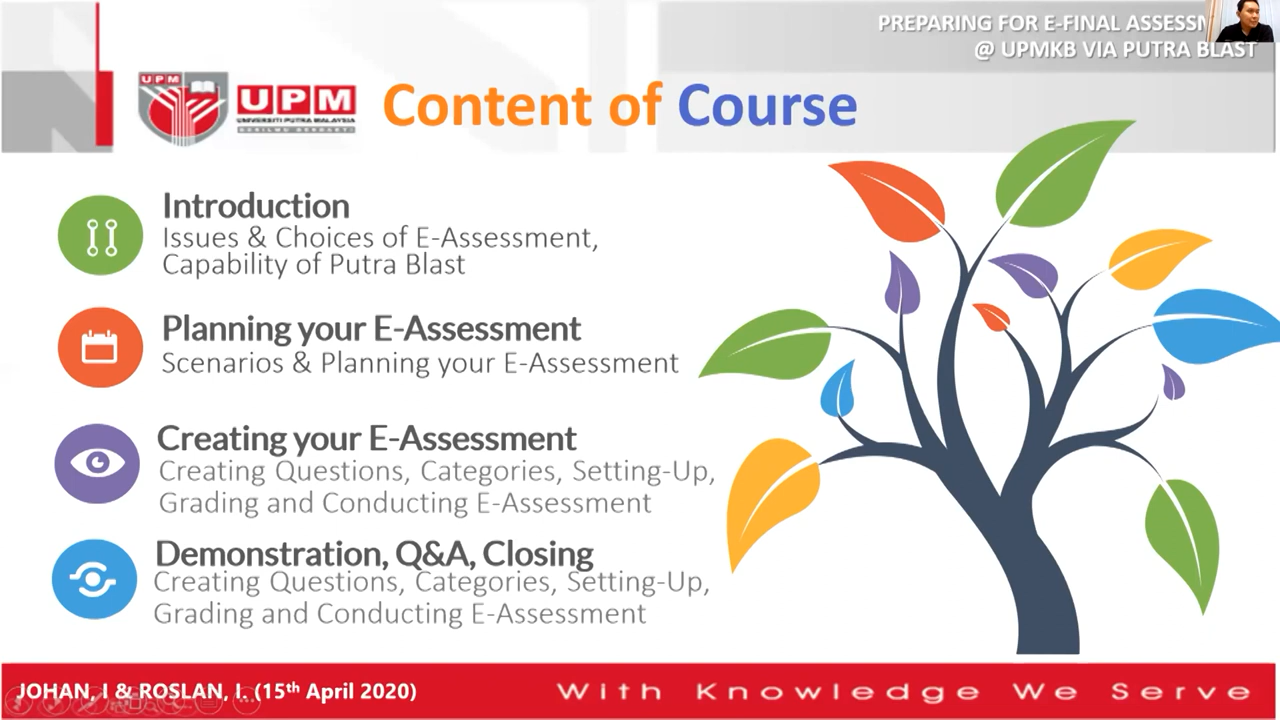 PREPARING FOR E-FINAL ASSESSM
@ UPMKB VIA PUTRA BLAST
UPM
UPM
UNIVERSITI PUTRA MALAYSIA
BERILMU BERBAKTI
Content of Course
Introduction
Issues & Choices of E-Assessment,
Capability of Putra Blast
Planning your E-Assessment
Scenarios & Planning your E-Assessment
Creating your E-Assessment
Creating Questions, Categories, Setting-Up,
Grading and Conducting E-Assessment
Demonstration, Q&A, Closing
Creating Questions, Categories, Setting-Up,
Grading and Conducting E-Assessment
JOHAN, I & ROSLAN, I. (15th April 2020)
With Knowledge We Serve